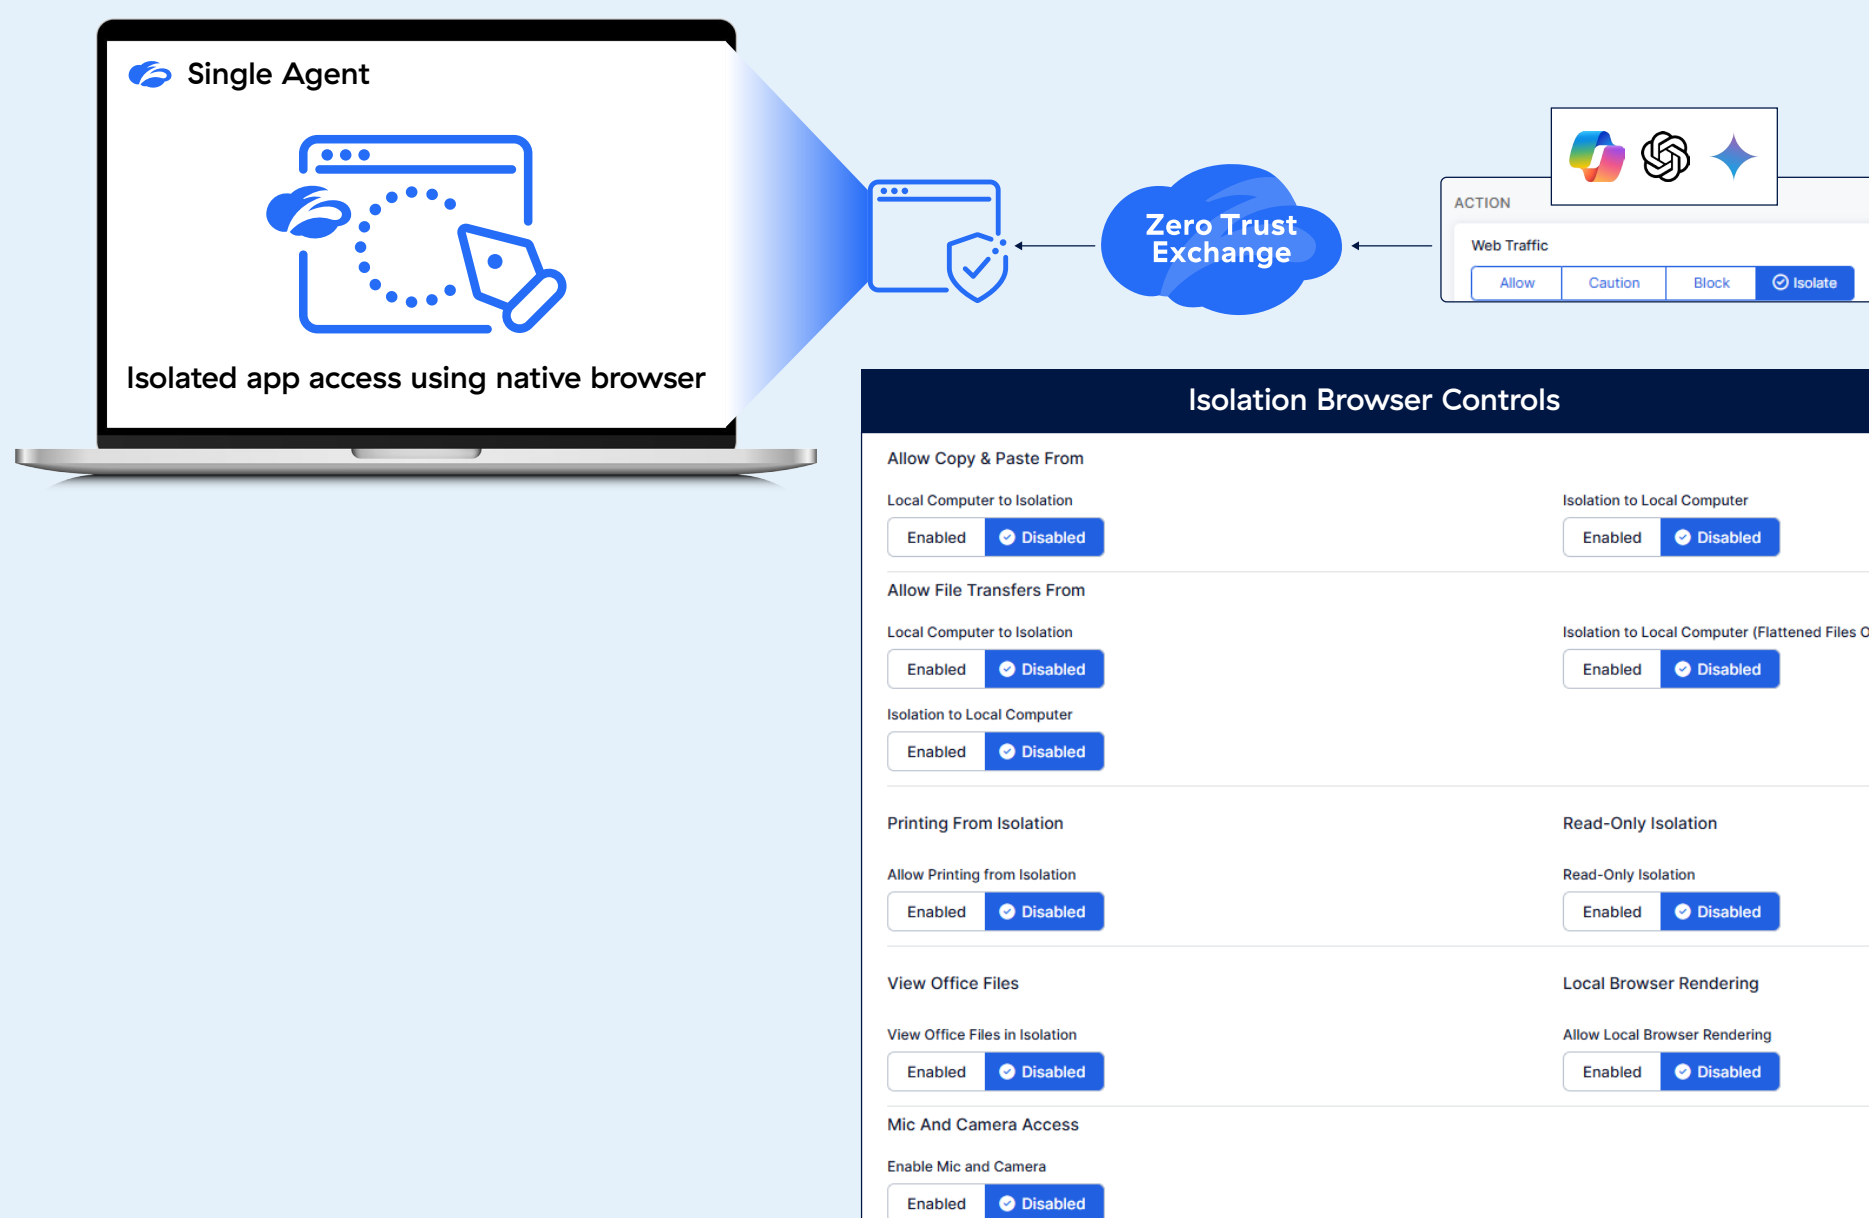 Single Agent
Isolated app access using native browser
Zero Trust
Exchange
ACTION
Web Traffic
Allow Caution Block Isolate
Isolation Browser Controls
Allow Copy & Paste From
Local Computer to Isolation Isolation to Local Computer
Enabled Disabled Enabled Disabled
Allow File Transfers From
Local Computer to Isolation Isolation to Local Computer (Flattened Files O
Enabled Disabled Enabled Disabled
Isolation to Local Computer
Enabled Disabled
Printing From Isolation Read-Only Isolation
Allow Printing from Isolation Read-Only Isolation
Enabled Disabled Enabled Disabled
View Office Files Local Browser Rendering
View Office Files in Isolation Allow Local Browser Rendering
Enabled Disabled Enabled Disabled
Mic And Camera Access
Enable Mic and Camera
Enabled Disabled